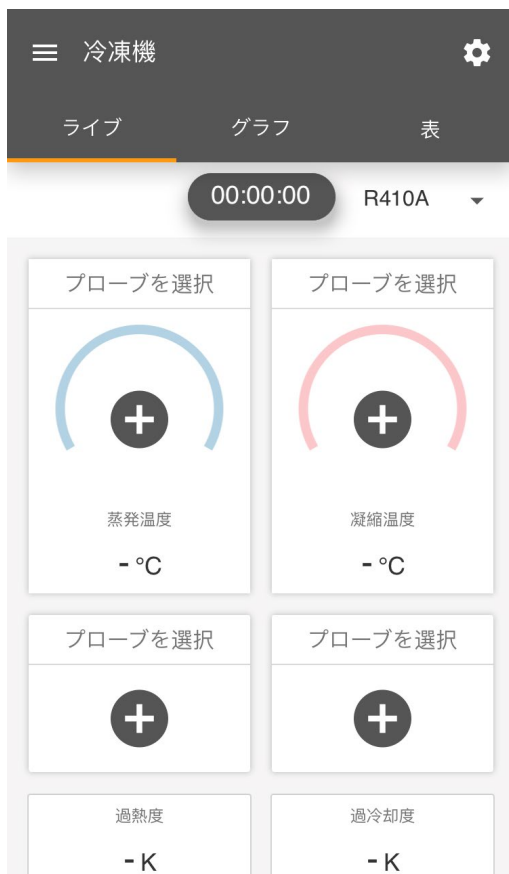 冷凍機
ライブ グラフ 表
00:00:00 R410A
プローブを選択 プローブを選択
蒸発温度 凝縮温度
- °C - °C
プローブを選択 プローブを選択
過熱度 過冷却度
- K - K